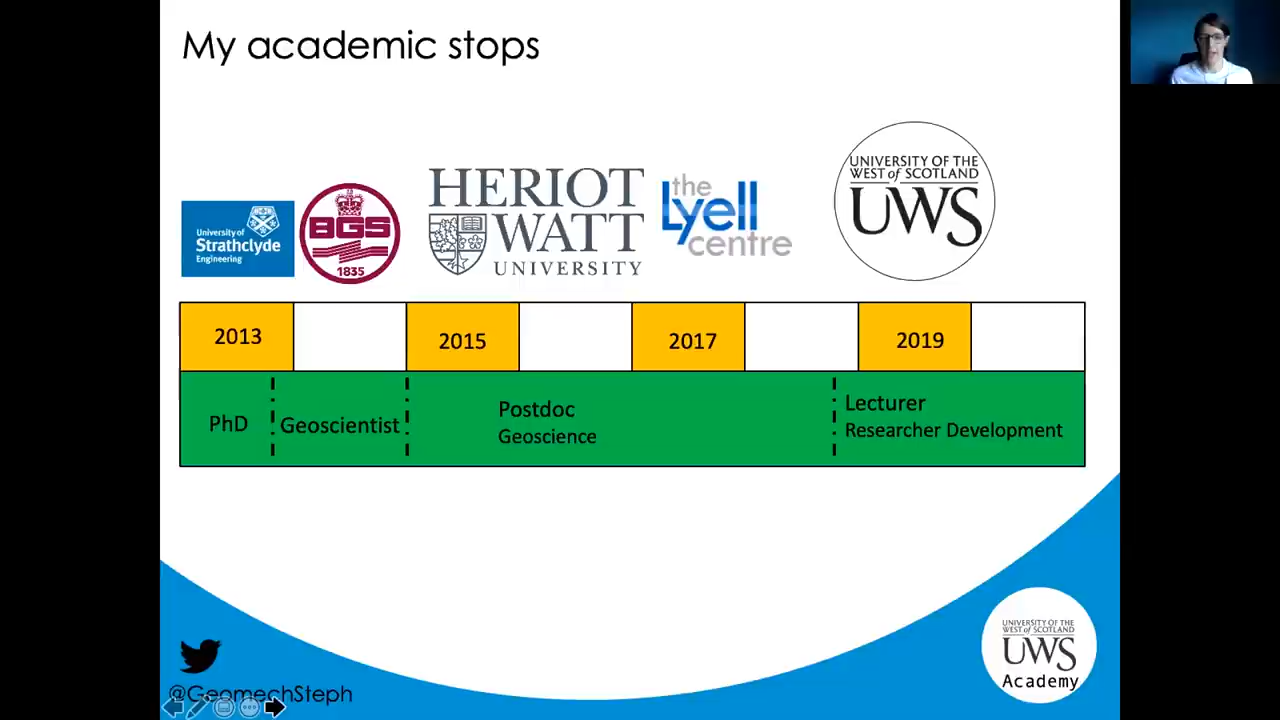 My academic stops
University of
Strathclyde
Engineering
BGS
1835
HERIOT
WATT
UNIVERSITY
the
Lyell
centre
UNIVERSITY OF THE
WEST of SCOTLAND
UWS
2013
2015
2017
2019
PhD
Geoscientist
Postdoc
Geoscience
Lecturer
Researcher Development
@GeomechSteph
UNIVERSITY OF THE
WEST of SCOTLAND
UWS
Academy